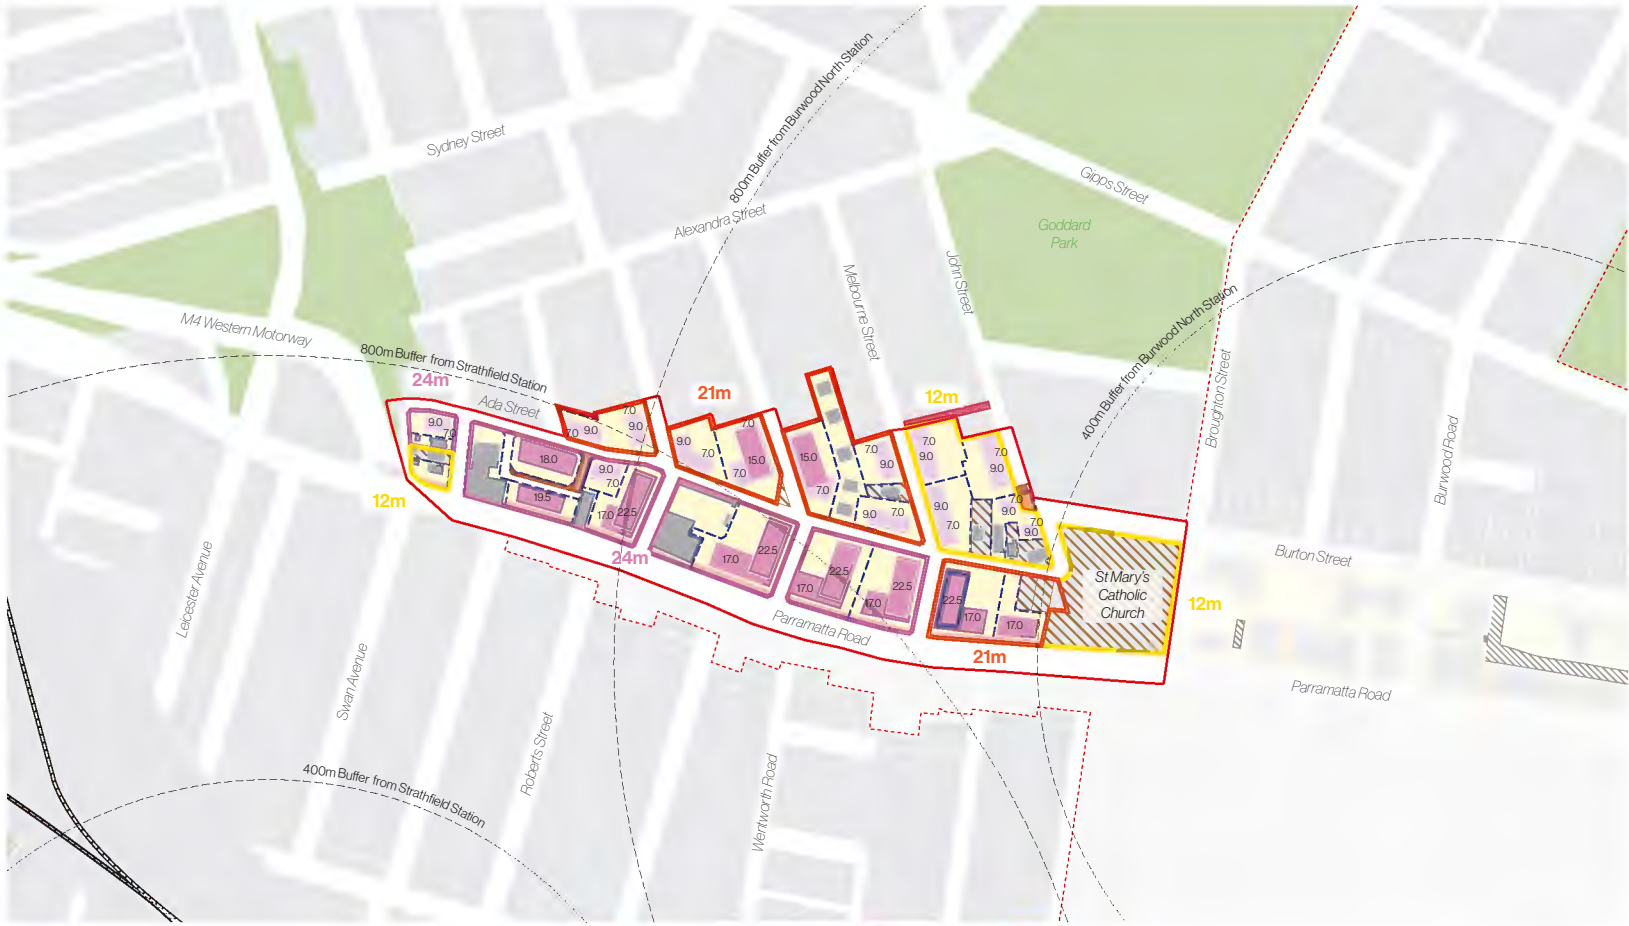 Sydney Street
800m Buffer from Burwood North Station
Alexandra Street
Gipps Street
Goddard
Park
Melbourne Street
John Street
400m Buffer from Burwood North Station
Broughton Street
Burwood Road
M4 Western Motorway
800m Buffer from Strathfield Station
24m
Ada Street
21m
12m
7.0
7.0
9.0
9.0
9.0
7.0
9.0
7.0
7.0
15.0
7.0
15.0
7.0
7.0
9.0
9.0
7.0
7.0
9.0
7.0
9.0
9.0
7.0
7.0
9.0
7.0
9.0
18.0
19.5
9.0
7.0
17.0
22.5
12m
24m
17.0
22.5
17.0
22.5
17.0
22.5
22.5
17.0
17.0
St Mary's
Catholic
Church
12m
21m
Burton Street
Parramatta Road
Parramatta Road
Leicester Avenue
Swan Avenue
Roberts Street
Wentworth Road
400m Buffer from Strathfield Station